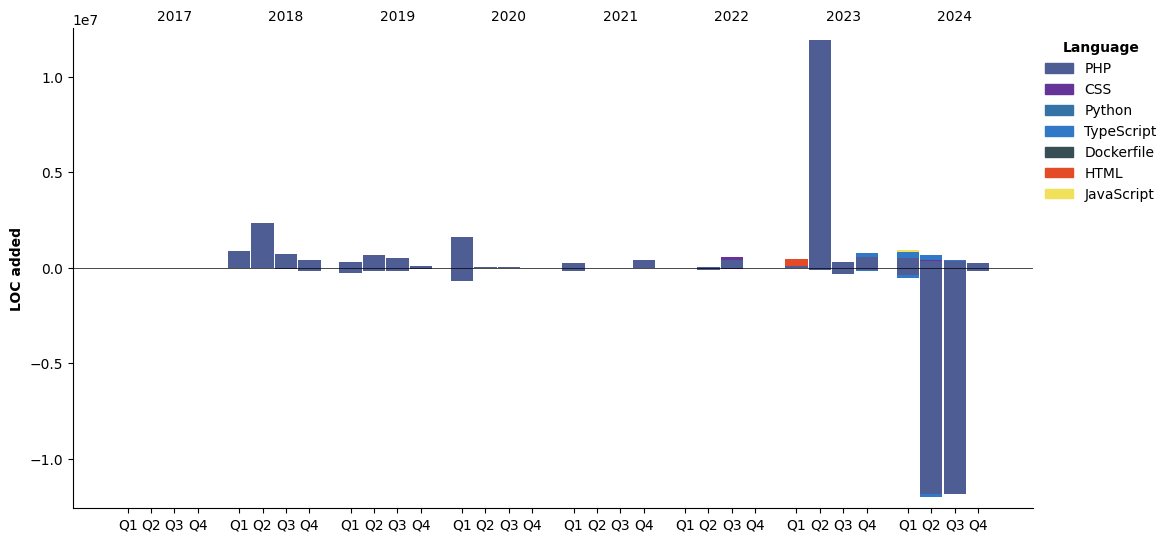 2017 2018 2019 2020 2021 2022 2023 2024
1e7
Language
PHP
CSS
Python
TypeScript
Dockerfile
HTML
JavaScript
1.0
0.5
0.0
−0.5
−1.0
LOC added
Q1 Q2 Q3 Q4 Q1 Q2 Q3 Q4 Q1 Q2 Q3 Q4 Q1 Q2 Q3 Q4 Q1 Q2 Q3 Q4 Q1 Q2 Q3 Q4 Q1 Q2 Q3 Q4 Q1 Q2 Q3 Q4